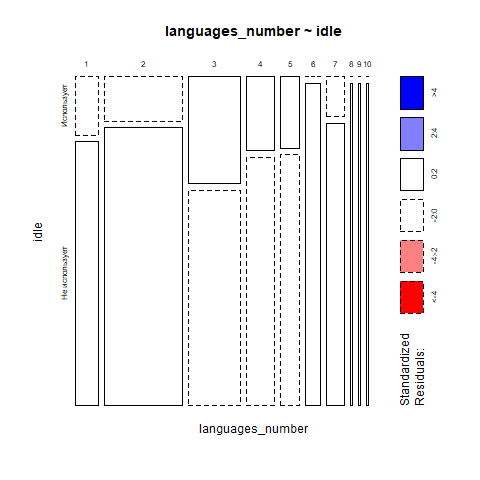 languages_number ~ idle
1 2 3 4 5 6 7 8 9 10
Использует
Не использует
idle
languages_number
>4
2:4
0:2
-2:0
-4:-2
<-4
Standardized
Residuals: